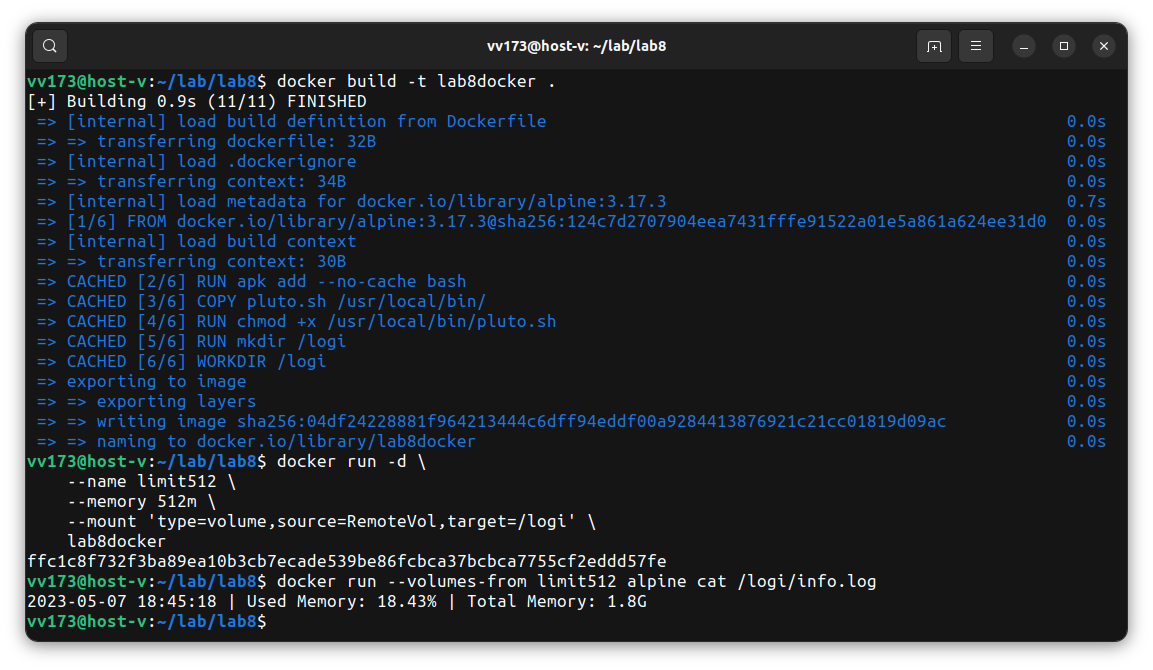 vv173@host-v: ~/lab/lab8
vv173@host-v:~/lab/lab8$ docker build -t lab8docker .
[+] Building 0.9s (11/11) FINISHED
=> [internal] load build definition from Dockerfile 0.0s
=> => transferring dockerfile: 32B 0.0s
=> [internal] load .dockerignore 0.0s
=> => transferring context: 34B 0.0s
=> [internal] load metadata for docker.io/library/alpine:3.17.3 0.7s
=> [1/6] FROM docker.io/library/alpine:3.17.3@sha256:124c7d2707904eea7431fffe91522a01e5a861a624ee31d0 0.0s
=> [internal] load build context 0.0s
=> => transferring context: 30B 0.0s
=> CACHED [2/6] RUN apk add --no-cache bash 0.0s
=> CACHED [3/6] COPY pluto.sh /usr/local/bin/ 0.0s
=> CACHED [4/6] RUN chmod +x /usr/local/bin/pluto.sh 0.0s
=> CACHED [5/6] RUN mkdir /logi 0.0s
=> CACHED [6/6] WORKDIR /logi 0.0s
=> exporting to image 0.0s
=> => exporting layers 0.0s
=> => writing image sha256:04df24228881f964213444c6dff94eddf00a9284413876921c21cc01819d09ac 0.0s
=> => naming to docker.io/library/lab8docker 0.0s
vv173@host-v:~/lab/lab8$ docker run -d \
--name limit512 \
--memory 512m \
--mount 'type=volume,source=RemoteVol,target=/logi' \
lab8docker
ffc1c8f732f3ba89ea10b3cb7ecade539be86fcbca37bcbca7755cf2eddd57fe
vv173@host-v:~/lab/lab8$ docker run --volumes-from limit512 alpine cat /logi/info.log
2023-05-07 18:45:18 | Used Memory: 18.43% | Total Memory: 1.8G
vv173@host-v:~/lab/lab8$